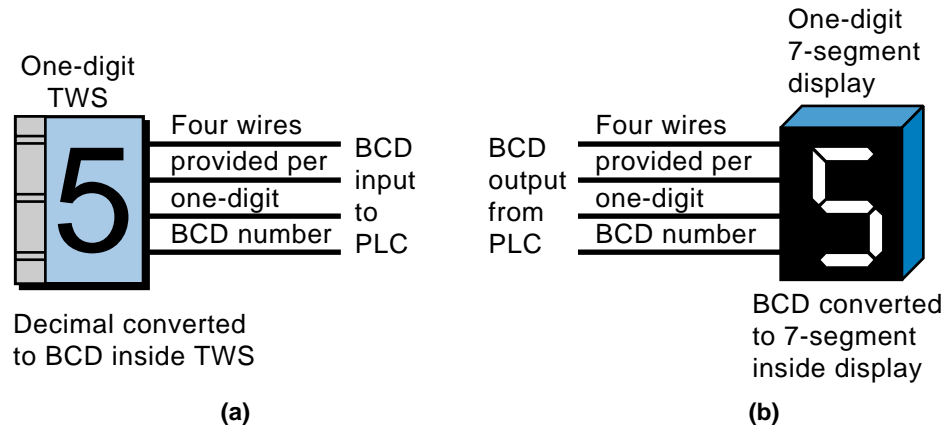 One-digit
TWS
5
Four wires
provided per
one-digit
BCD number
BCD
input
to
PLC
Decimal converted
to BCD inside TWS
(a)
One-digit
7-segment
display
BCD
output
from
PLC
Four wires
provided per
one-digit
BCD number
5
BCD converted
to 7-segment
inside display
(b)